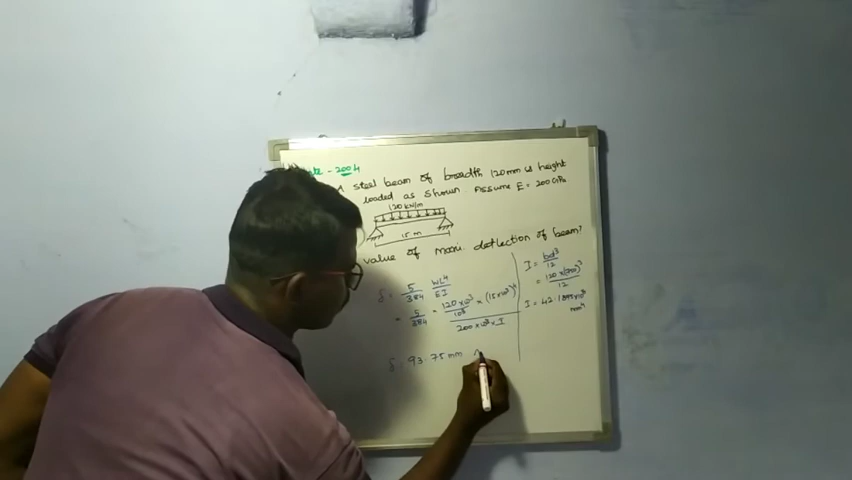 - 2004
steel beam of breadth 120mm & height
loaded as shown. Assume E = 200 GPa
120 kN/m
15 m
value of max. deflection of beam?
δ = 5/384 WL⁴/EI
= 5/384 = 120×10³/10³ × (15×10³)⁴ / 200×10³ × I
δ = 93.75 mm
I = bd³/12
= 120 × (750)³/12
I = 42.1875×10⁸
mm⁴